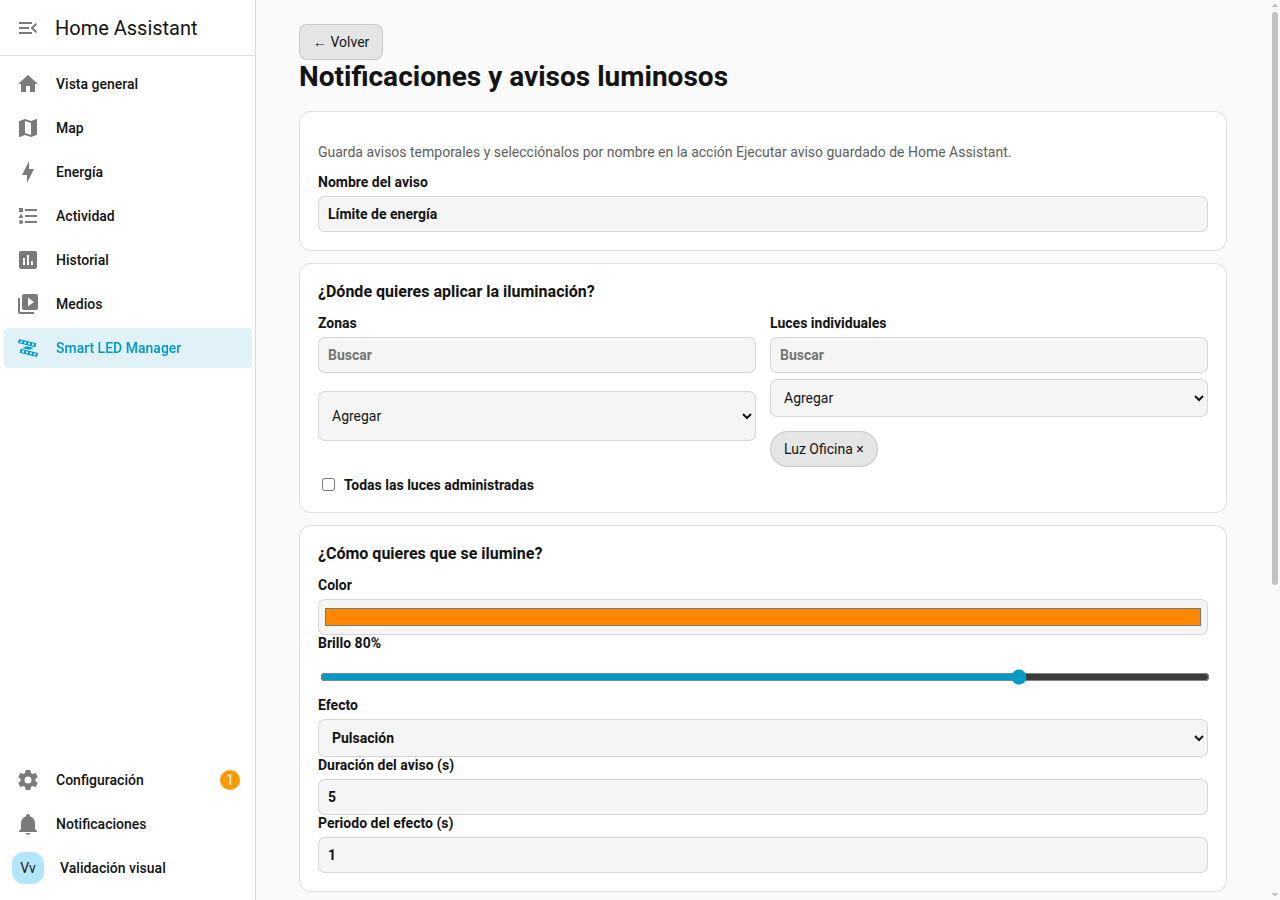 Home Assistant
Vista general
Map
Energía
Actividad
Historial
Medios
Smart LED Manager
Configuración 1
Notificaciones
Vv Validación visual
← Volver
Notificaciones y avisos luminosos
Guarda avisos temporales y selecciónalos por nombre en la acción Ejecutar aviso guardado de Home Assistant.
Nombre del aviso
Límite de energía
¿Dónde quieres aplicar la iluminación?
Zonas
Buscar
Agregar
Luces individuales
Buscar
Agregar
Luz Oficina ×
Todas las luces administradas
¿Cómo quieres que se ilumine?
Color
Brillo 80%
Efecto
Pulsación
Duración del aviso (s)
5
Periodo del efecto (s)
1